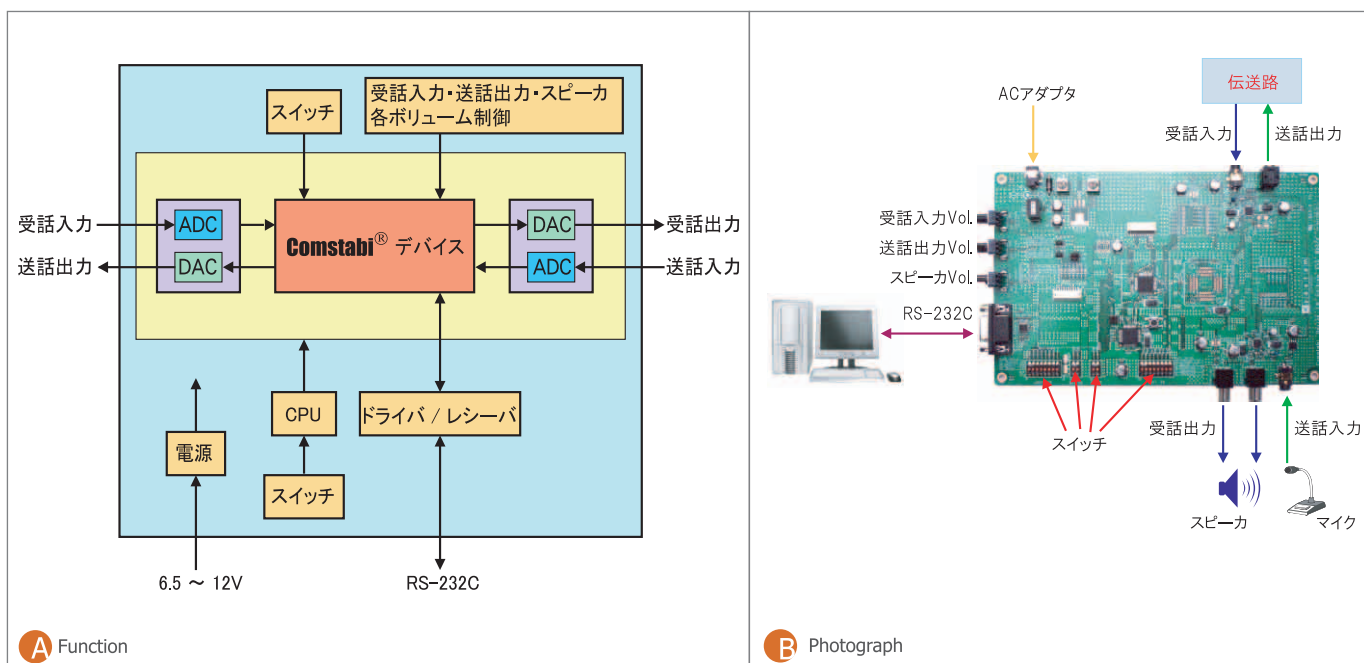 スイッチ
受話入力・送話出力・スピーカ
各ボリューム制御
受話入力
ADC
Comstabi® デバイス
DAC
受話出力
送話出力
DAC
ADC
送話入力
電源
CPU
ドライバ / レシーバ
スイッチ
6.5 ～ 12V
RS-232C
A Function
伝送路
ACアダプタ
受話入力
送話出力
受話入力Vol.
送話出力Vol.
スピーカVol.
RS-232C
スイッチ
受話出力
送話入力
スピーカ
マイク
B Photograph